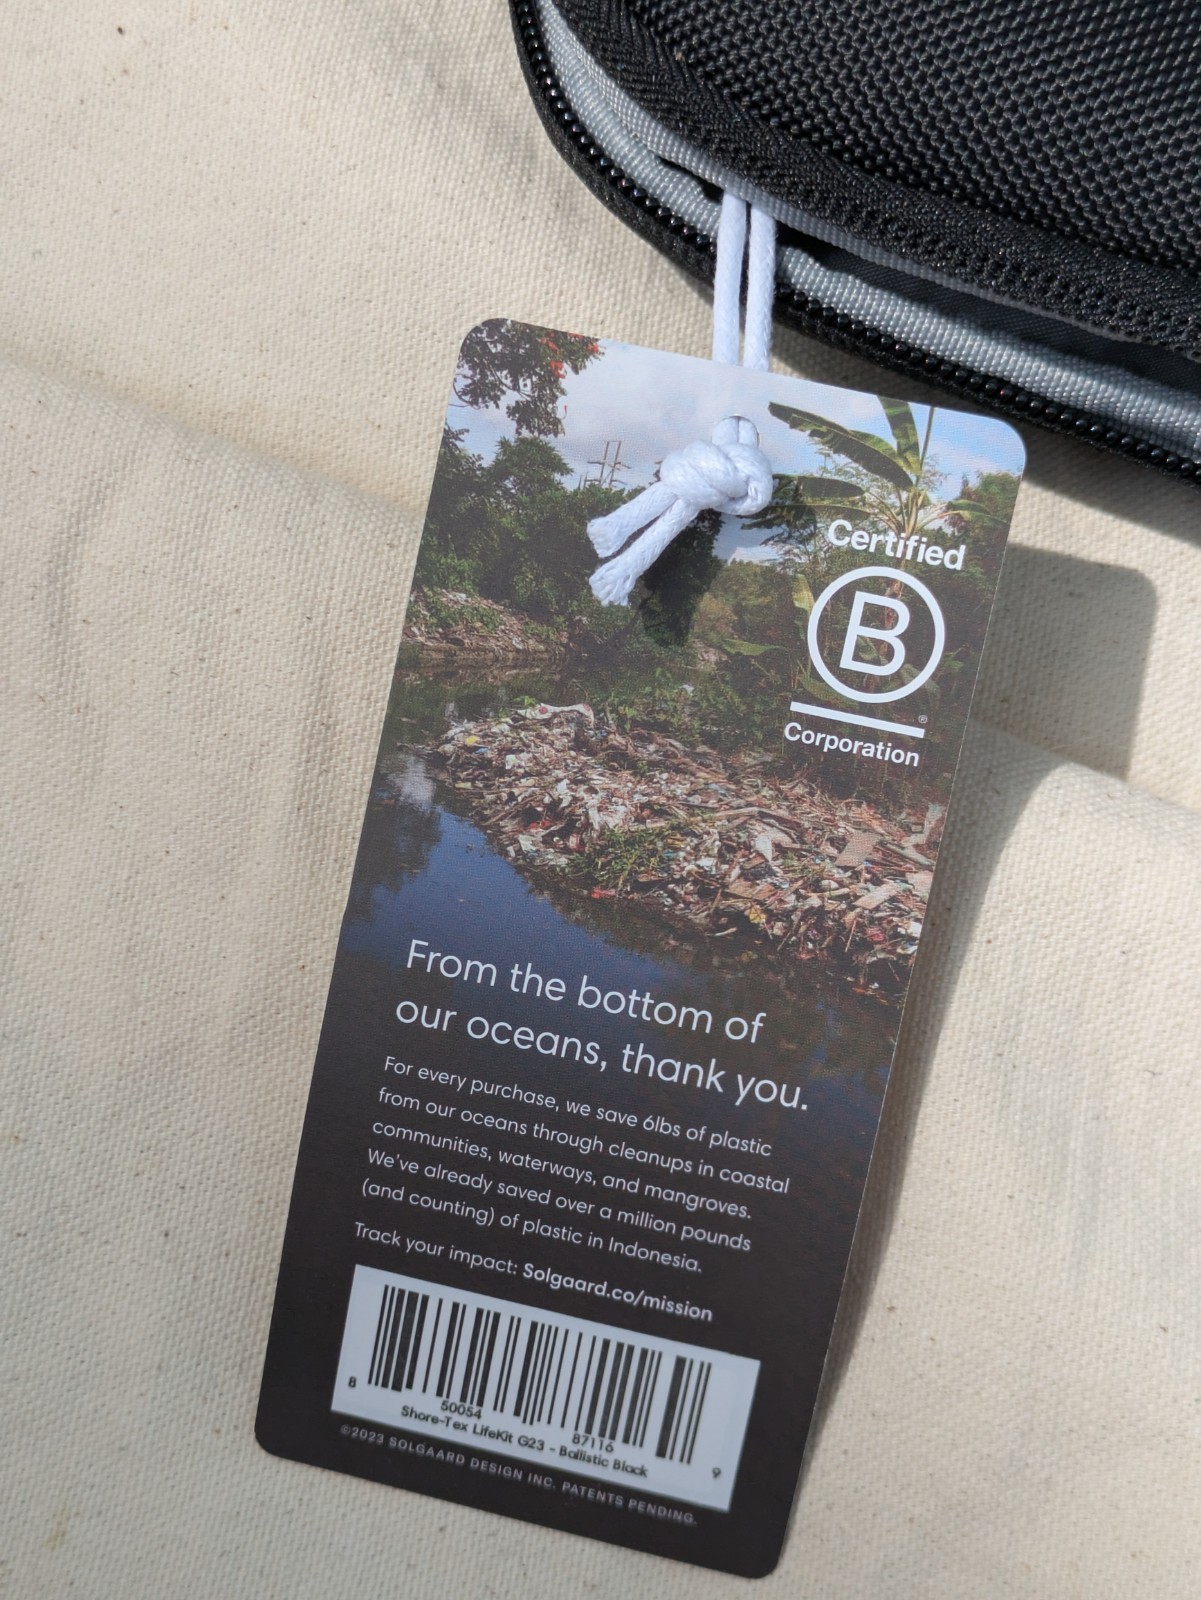 Certified
B
®
Corporation
From the bottom of
our oceans, thank you.
For every purchase, we save 6lbs of plastic
from our oceans through cleanups in coastal
communities, waterways, and mangroves.
We've already saved over a million pounds
(and counting) of plastic in Indonesia.
Track your impact: Solgaard.co/mission
8 50054 87116 9
Shore-Tex LifeKit G23 - Ballistic Black
©2023 SOLGAARD DESIGN INC. PATENTS PENDING.